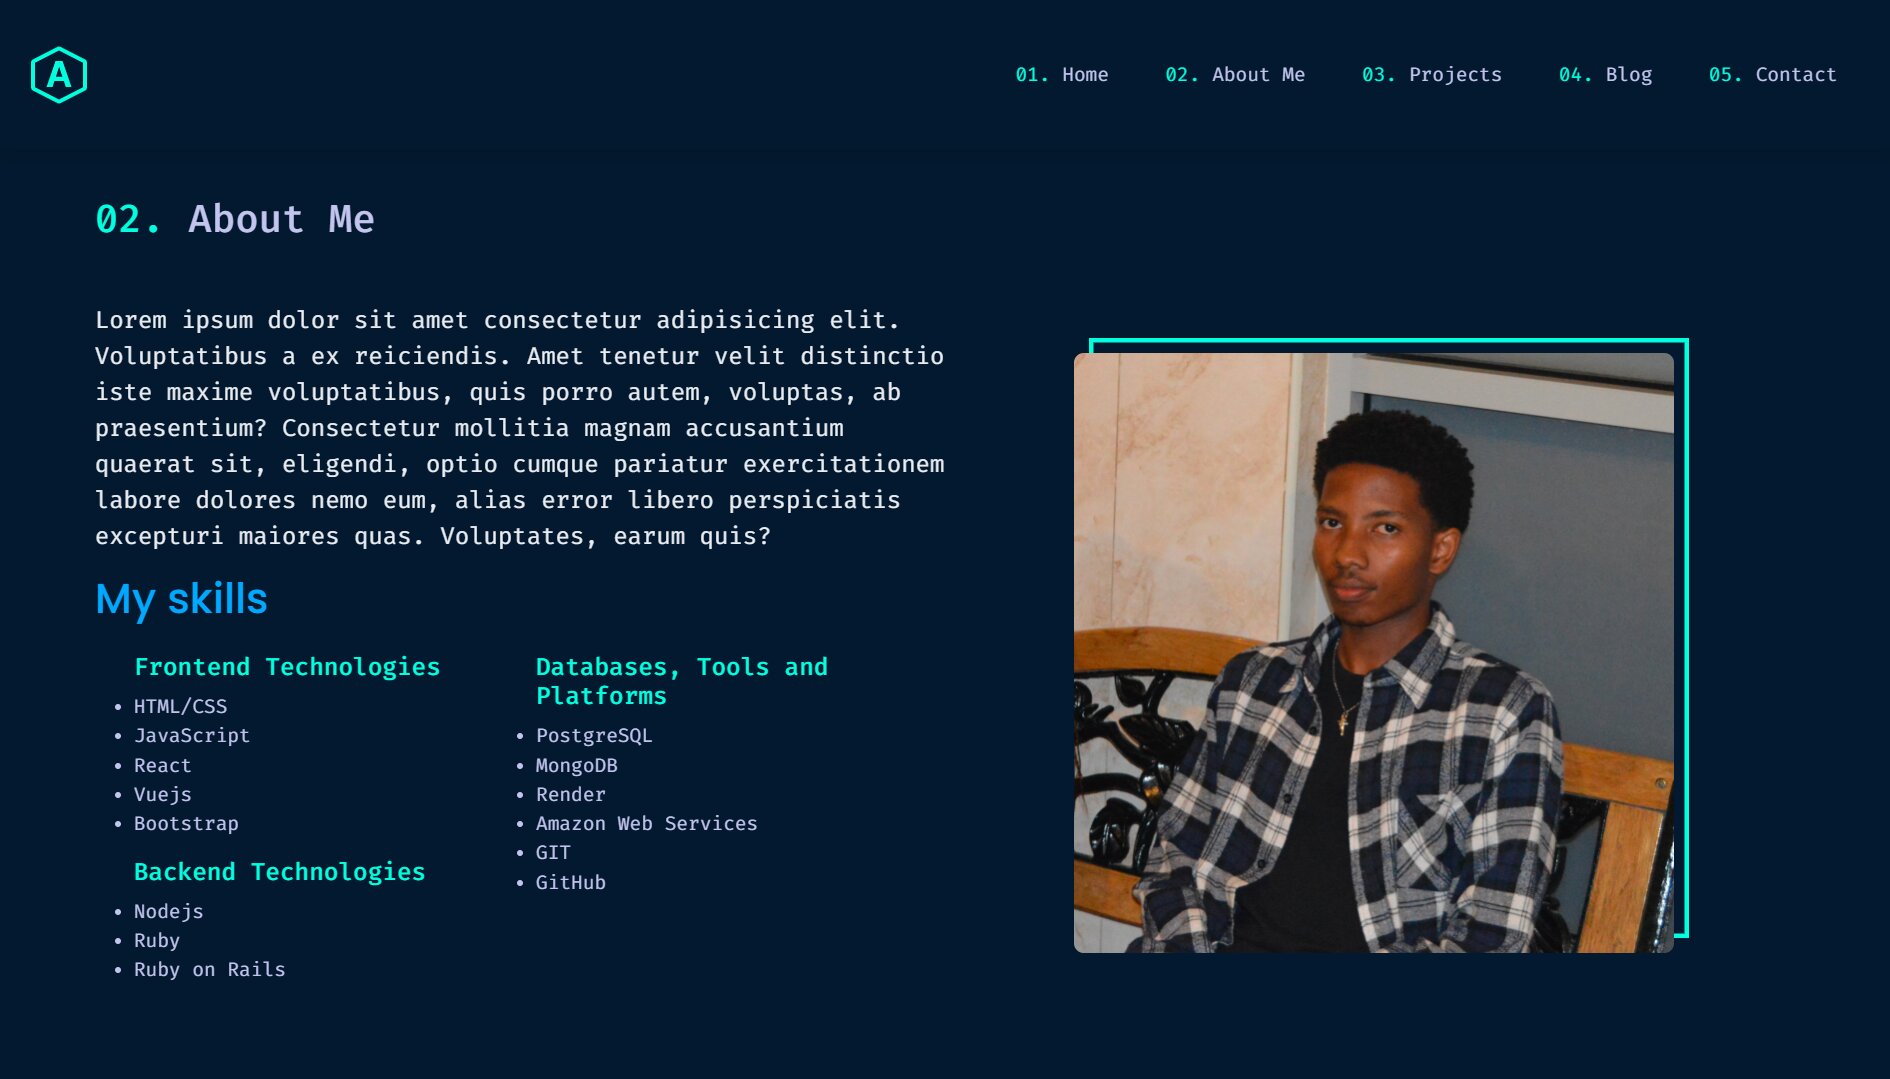 A
01. Home 02. About Me 03. Projects 04. Blog 05. Contact
02. About Me
Lorem ipsum dolor sit amet consectetur adipisicing elit.
Voluptatibus a ex reiciendis. Amet tenetur velit distinctio
iste maxime voluptatibus, quis porro autem, voluptas, ab
praesentium? Consectetur mollitia magnam accusantium
quaerat sit, eligendi, optio cumque pariatur exercitationem
labore dolores nemo eum, alias error libero perspiciatis
excepturi maiores quas. Voluptates, earum quis?
My skills
Frontend Technologies
• HTML/CSS
• JavaScript
• React
• Vuejs
• Bootstrap
Backend Technologies
• Nodejs
• Ruby
• Ruby on Rails
Databases, Tools and
Platforms
• PostgreSQL
• MongoDB
• Render
• Amazon Web Services
• GIT
• GitHub